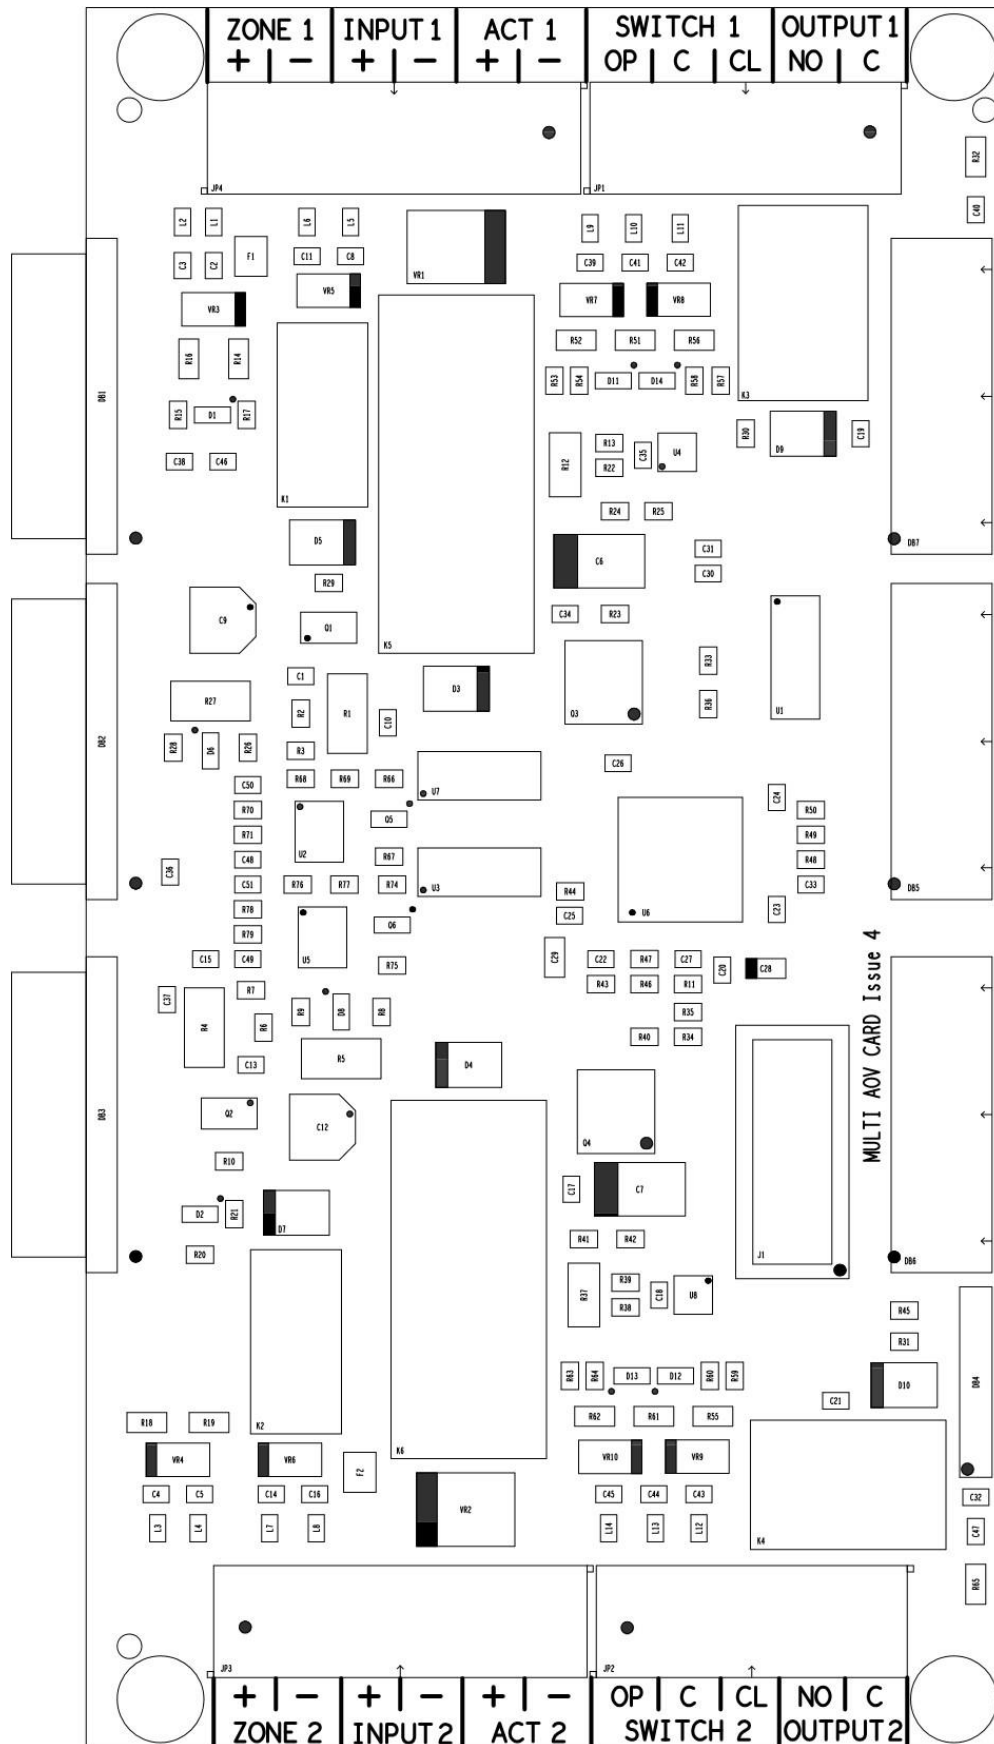 ZONE 1 INPUT 1 ACT 1 SWITCH 1 OUTPUT 1
+ − + − + − OP C CL NO C
R32
JP4 JP1
C40
L2 L1 L6 L5 L9 L10 L11
C3 C2 F1 C11 C8 VR1 C39 C41 C42
VR3 VR5 VR7 VR8
R16 R14 R52 R51 R56
DB1 R53 R54 D11 D14 R58 R57 K3
R15 D1 R17 R30 D9 C19
C38 C46 R12 R13 C35 U4
R22
K1 R24 R25
D5 C6 C31 DB7
R29 C30
C9 Q1 C34 R23
K5 R33
C1 D3
R27 R2 R1 C10 Q3 R36 U1
DB2 R28 D6 R26 R3
C26
C50 R68 R69 R66 U7 C24
R70 Q5 R50
R71 R49
C36 C48 U2 R67 R48
C51 R76 R77 R74 U3 R44 C33 DB5
R78 Q6 C25 U6 C23
R79 U5
C15 C49 R75 C29 C22 R47 C27 C20 C28
R43 R46 R11
C37 R7 R9 D8 R8 R35
R4 R6 R40 R34
C13 R5 D4
MULTI AOV CARD Issue 4
DB3 Q2 C12 Q4
R10
D2 R21 D7 C17 C7
R20 R41 R42 J1 DB6
R37 R39 C18 U8
R38 R45
R31
R63 R64 D13 D12 R60 R59 D10 DB4
C21
R18 R19 K2 R62 R61 R55
K6
VR4 VR6 F2 VR10 VR9
C4 C5 C14 C16 VR2 C45 C44 C43 C32
L3 L4 L7 L8 L14 L13 L12 K4 C47
R65
JP3 JP2
+ − + − + − OP C CL NO C
ZONE 2 INPUT 2 ACT 2 SWITCH 2 OUTPUT 2